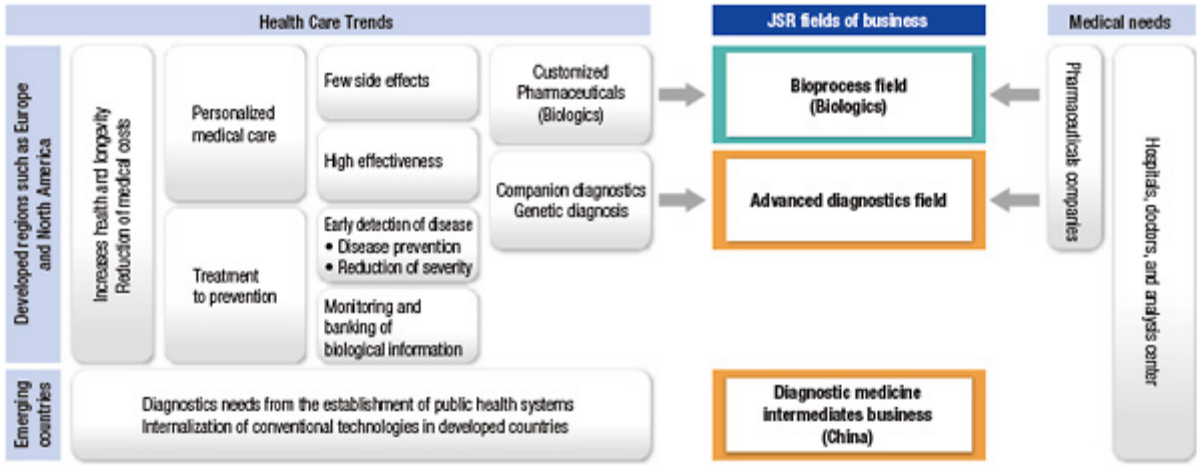 Health Care Trends
JSR fields of business
Medical needs
Developed regions such as Europe
and North America
Increases health and longevity
Reduction of medical costs
Personalized
medical care
Treatment
to prevention
Few side effects
High effectiveness
Early detection of disease
• Disease prevention
• Reduction of severity
Monitoring and
banking of
biological information
Customized
Pharmaceuticals
(Biologics)
Companion diagnostics
Genetic diagnosis
Bioprocess field
(Biologics)
Advanced diagnostics field
Pharmaceuticals companies
Hospitals, doctors, and analysis center
Emerging
countries
Diagnostics needs from the establishment of public health systems
Internalization of conventional technologies in developed countries
Diagnostic medicine
intermediates business
(China)